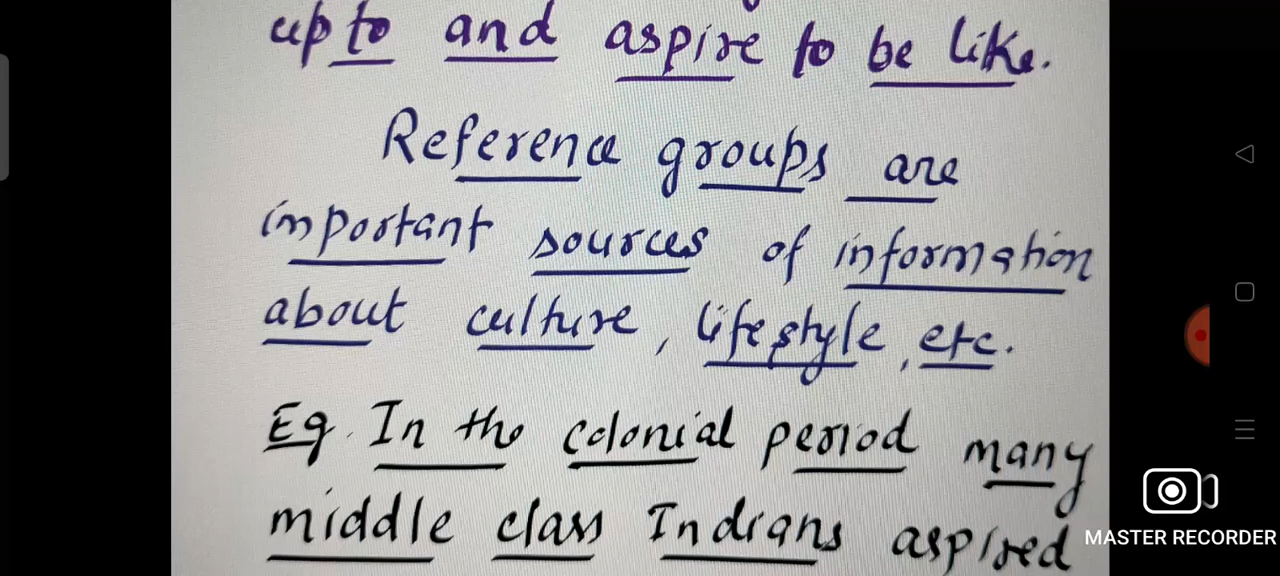 up to and aspire to be like.
Reference groups are
important sources of information
about culture, lifestyle, etc.
Eg. In the colonial period many
middle class Indians aspired
MASTER RECORDER